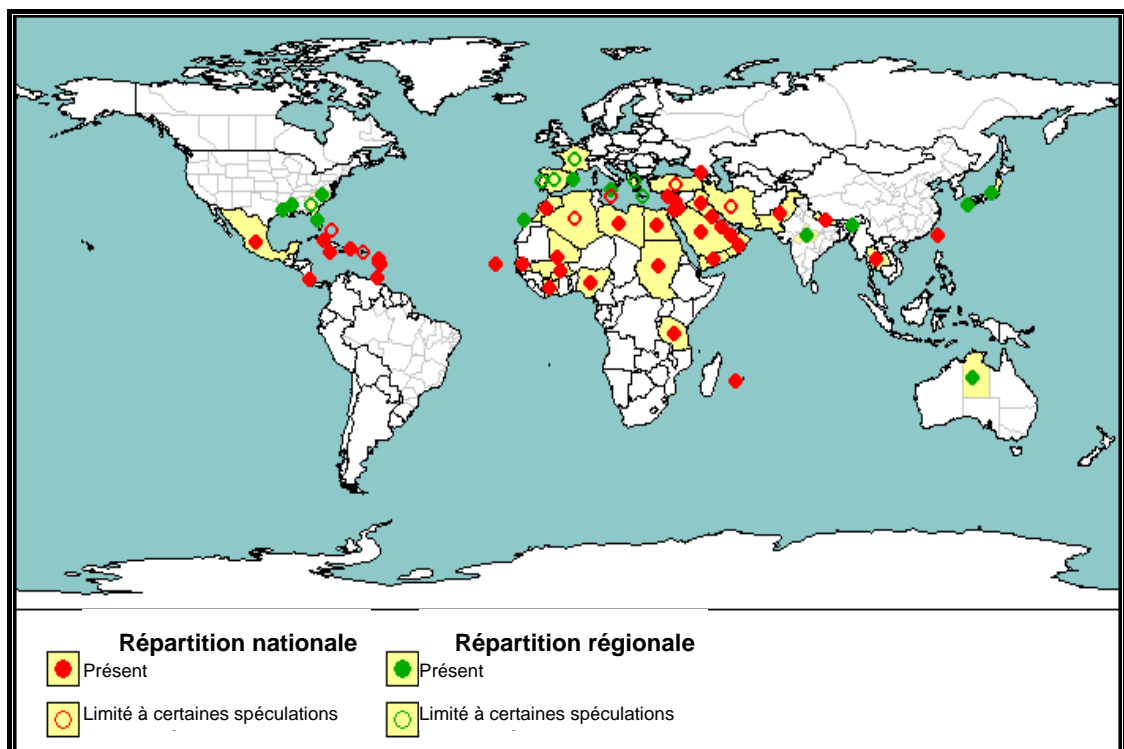 Répartition nationale
Présent
Limité à certaines spéculations
Répartition régionale
Présent
Limité à certaines spéculations